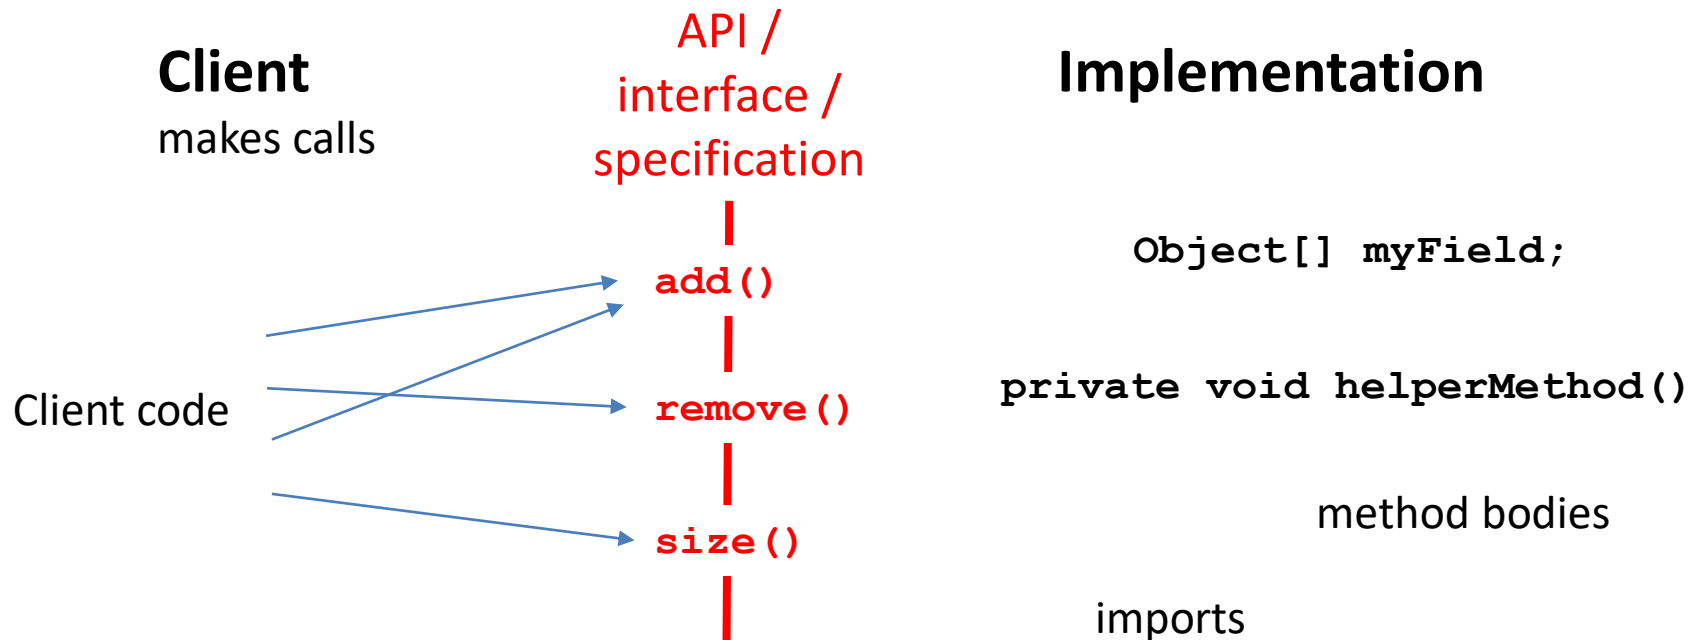 Client
makes calls
Client code
API /
interface /
specification
add()
remove()
size()
Implementation
Object[] myField;
private void helperMethod()
method bodies
imports